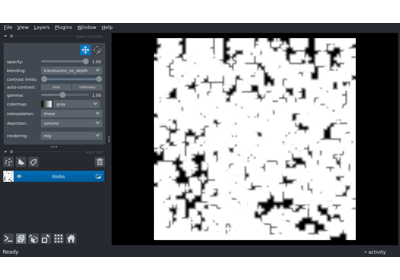 File View Layers Plugins Window Help
opacity: 1.00
blending: translucent_no_depth
contrast limits:
auto-contrast: once continuous
gamma: 1.00
colormap: gray
interpolation: linear
depiction: volume
rendering: mip
blobs
Ready activity